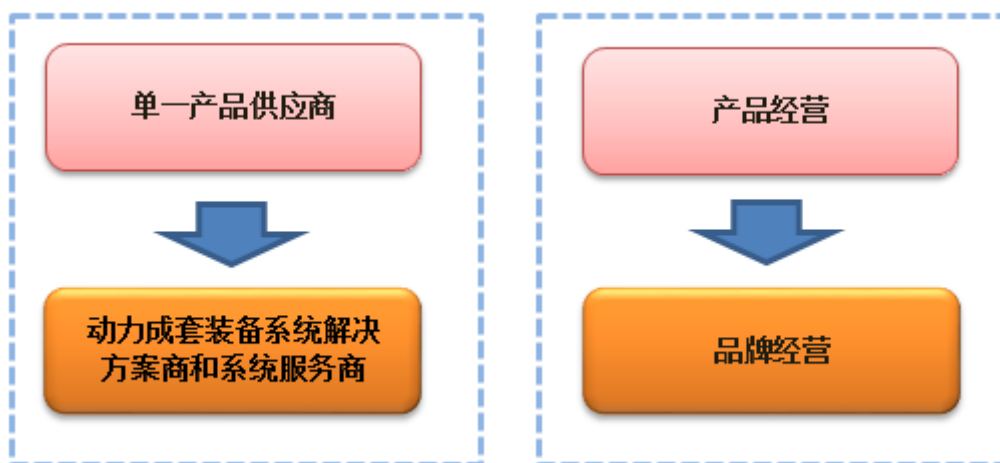 单一产品供应商
动力成套装备系统解决
方案商和系统服务商
产品经营
品牌经营